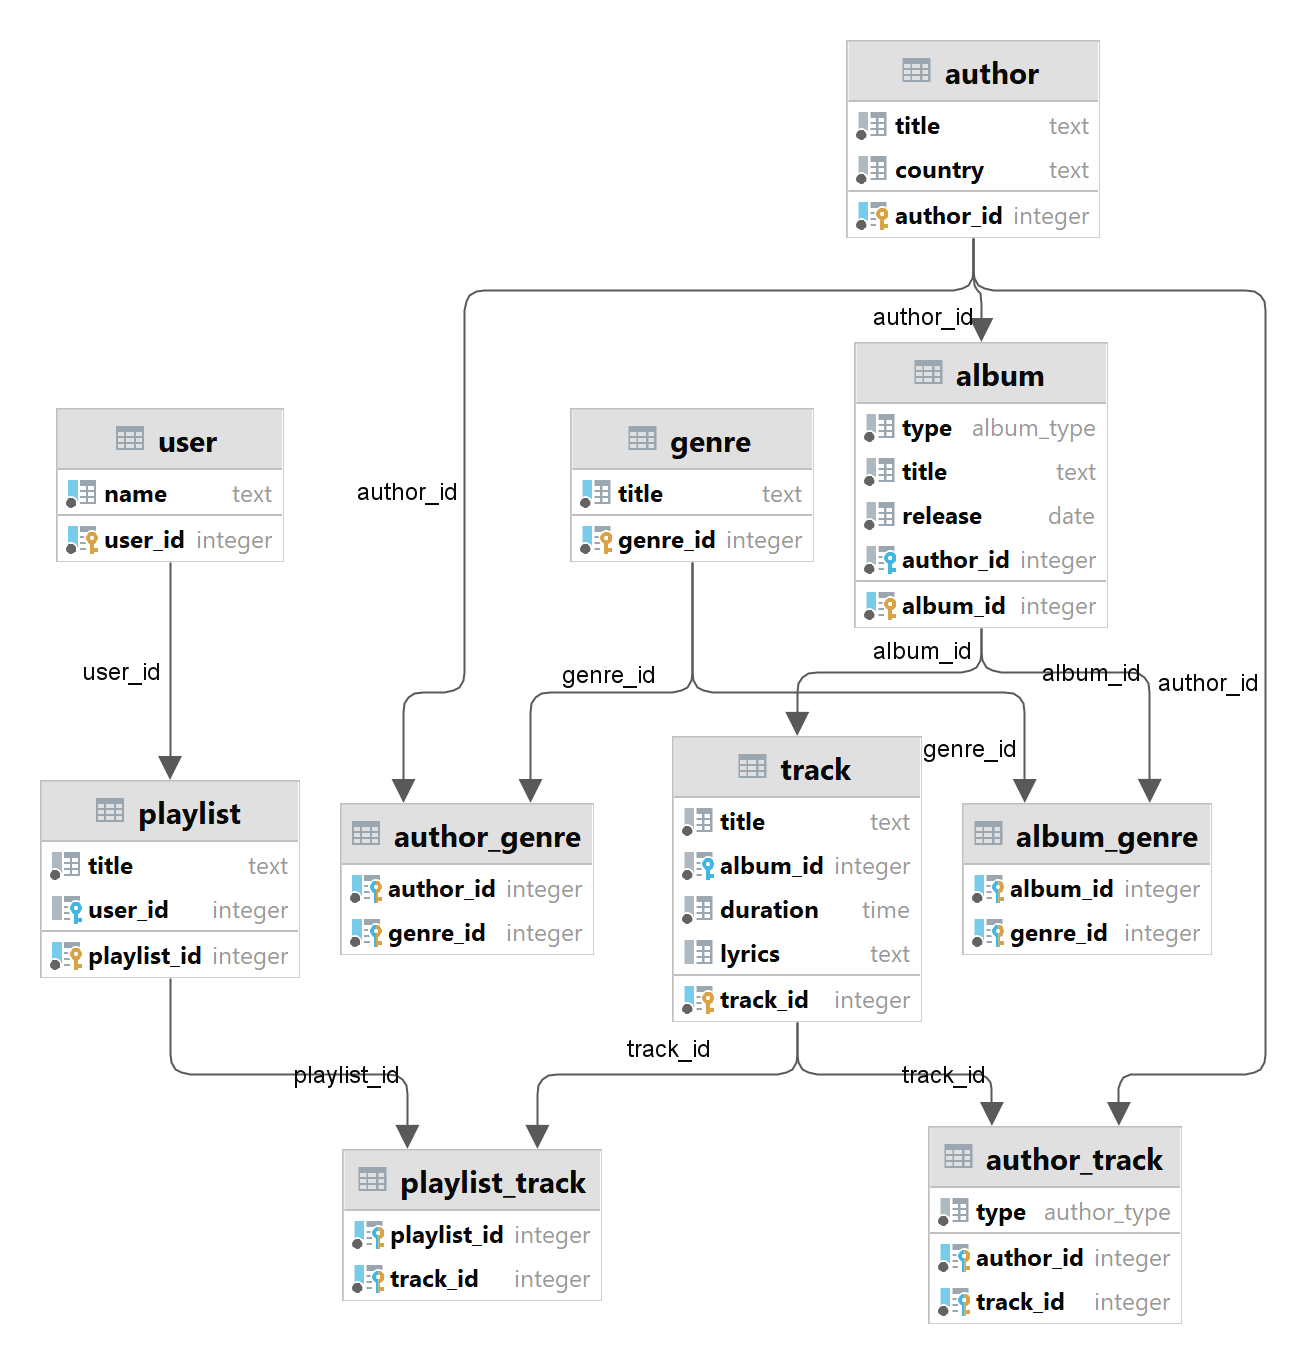 author
title text
country text
author_id integer
author_id
album
type album_type
title text
release date
author_id integer
album_id integer
user
name text
user_id integer
genre
title text
genre_id integer
author_id
user_id
genre_id
album_id
album_id
author_id
genre_id
playlist
title text
user_id integer
playlist_id integer
author_genre
author_id integer
genre_id integer
track
title text
album_id integer
duration time
lyrics text
track_id integer
album_genre
album_id integer
genre_id integer
playlist_id
track_id
track_id
playlist_track
playlist_id integer
track_id integer
author_track
type author_type
author_id integer
track_id integer